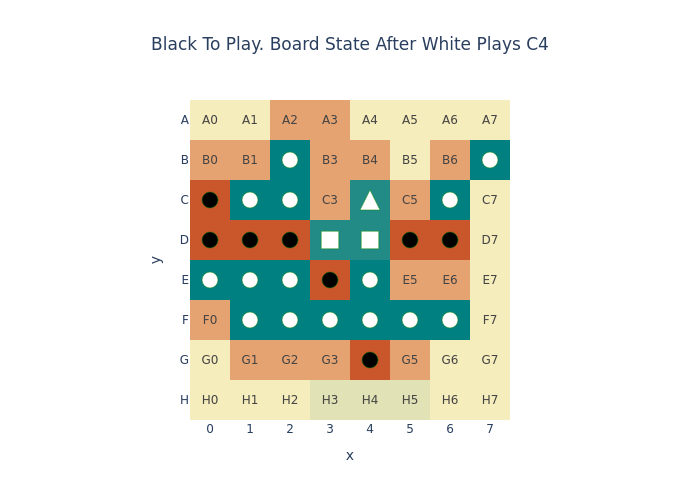 Black To Play. Board State After White Plays C4
A A0 A1 A2 A3 A4 A5 A6 A7
B B0 B1 B3 B4 B5 B6
C C3 C5 C7
D D7
E E5 E6 E7
F F0 F7
G G0 G1 G2 G3 G5 G6 G7
H H0 H1 H2 H3 H4 H5 H6 H7
0 1 2 3 4 5 6 7
x
y